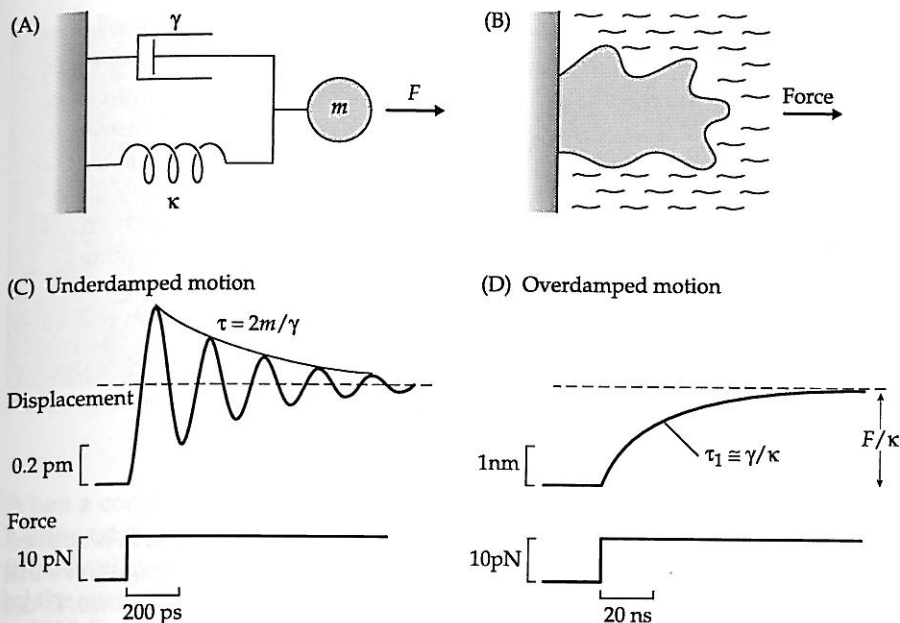 (A)
γ
m
F
κ
(B)
Force
(C) Underdamped motion
τ = 2m/γ
Displacement
0.2 pm
Force
10 pN
200 ps
(D) Overdamped motion
F/κ
τ₁ ≅ γ/κ
1nm
10pN
20 ns